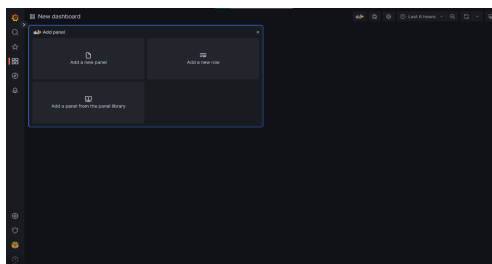 New dashboard
Last 6 hours
Add panel
Add a new panel
Add a new row
Add a panel from the panel library